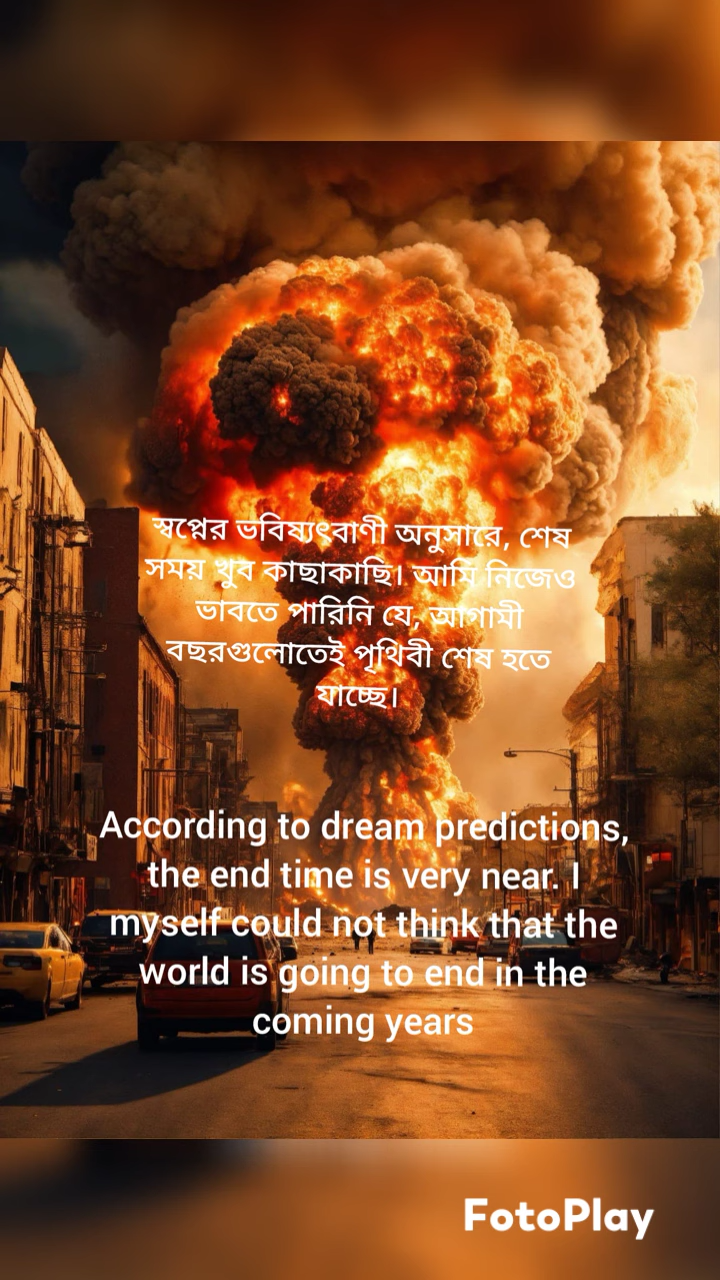 স্বপ্নের ভবিষ্যৎবাণী অনুসারে, শেষ
সময় খুব কাছাকাছি। আমি নিজেও
ভাবতে পারিনি যে, আগামী
বছরগুলোতেই পৃথিবী শেষ হতে
যাচ্ছে।
According to dream predictions,
the end time is very near. I
myself could not think that the
world is going to end in the
coming years
FotoPlay